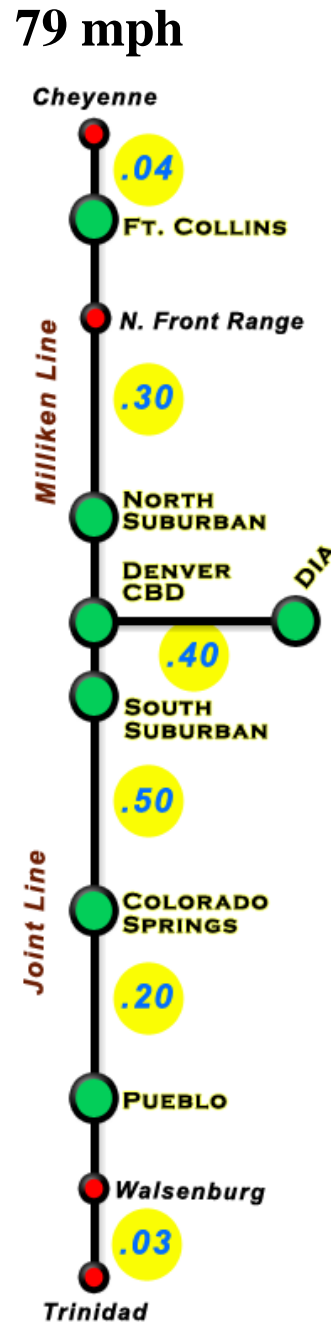 79 mph
Cheyenne
.04
FT. COLLINS
N. Front Range
Milliken Line
.30
NORTH
SUBURBAN
DENVER
CBD
DIA
.40
SOUTH
SUBURBAN
.50
Joint Line
COLORADO
SPRINGS
.20
PUEBLO
Walsenburg
.03
Trinidad